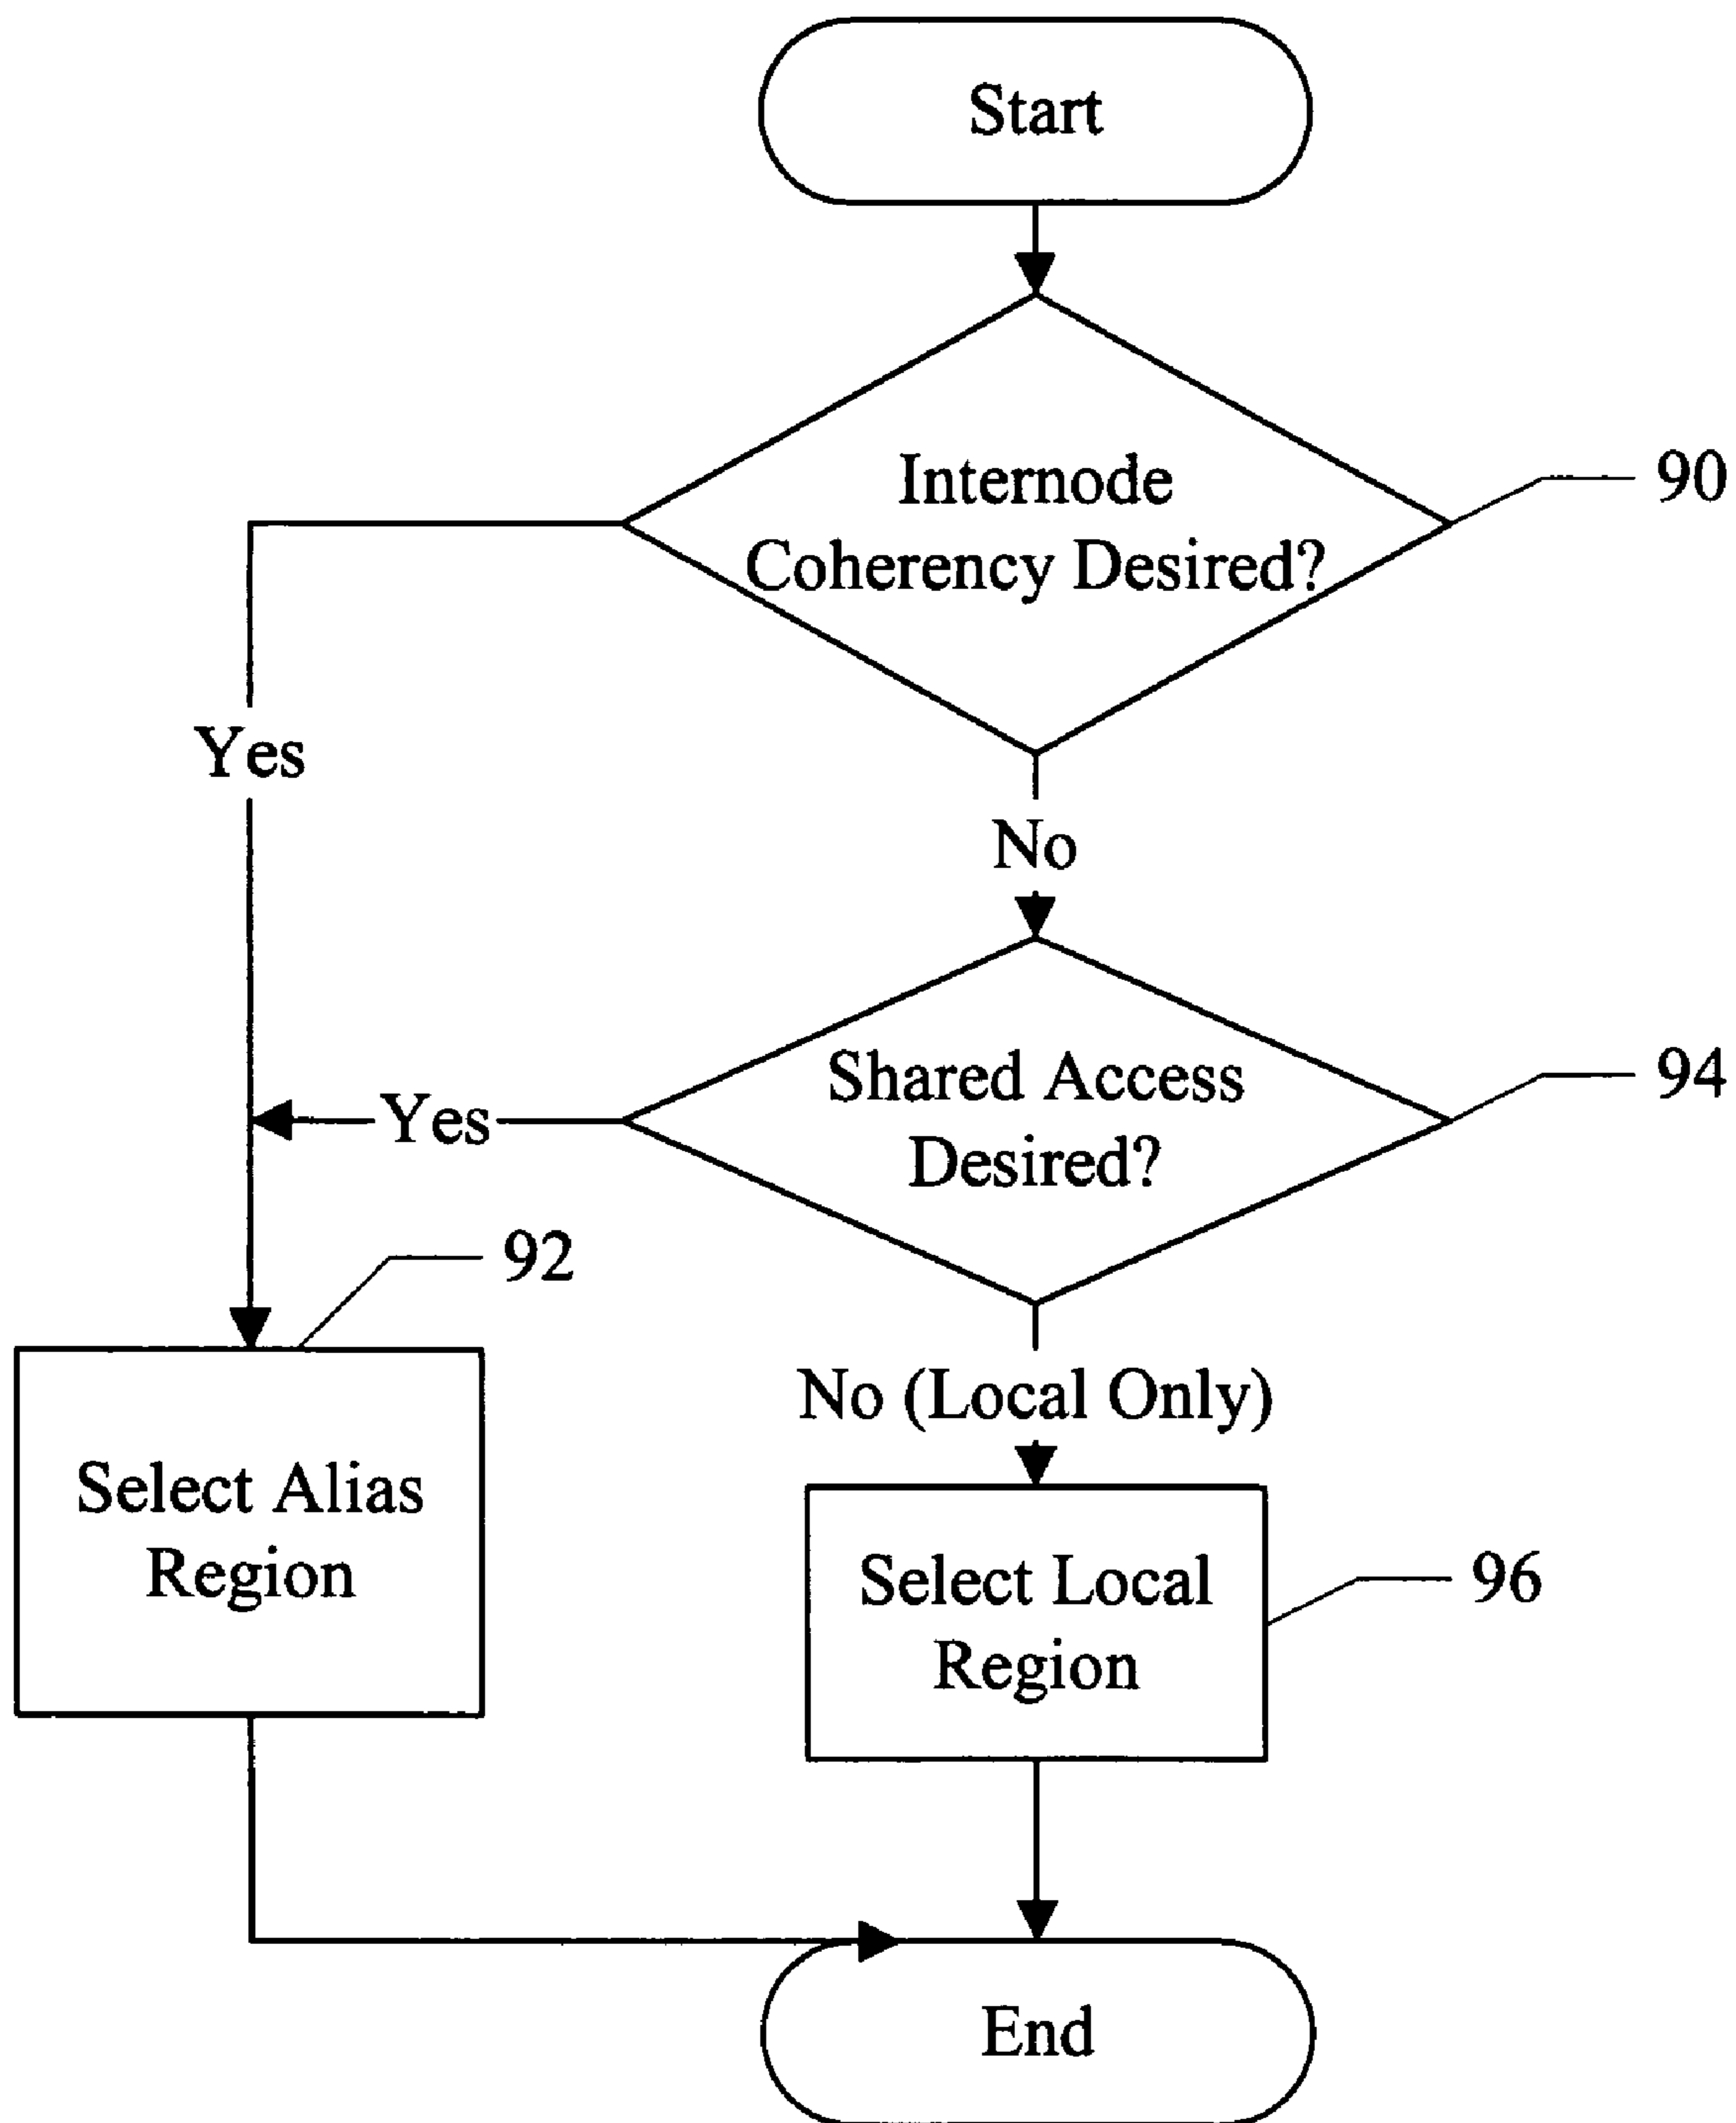 Start
Internode
Coherency Desired?
90
Yes
No
Shared Access
Desired?
94
Yes
92
No (Local Only)
Select Alias
Region
Select Local
Region
96
End